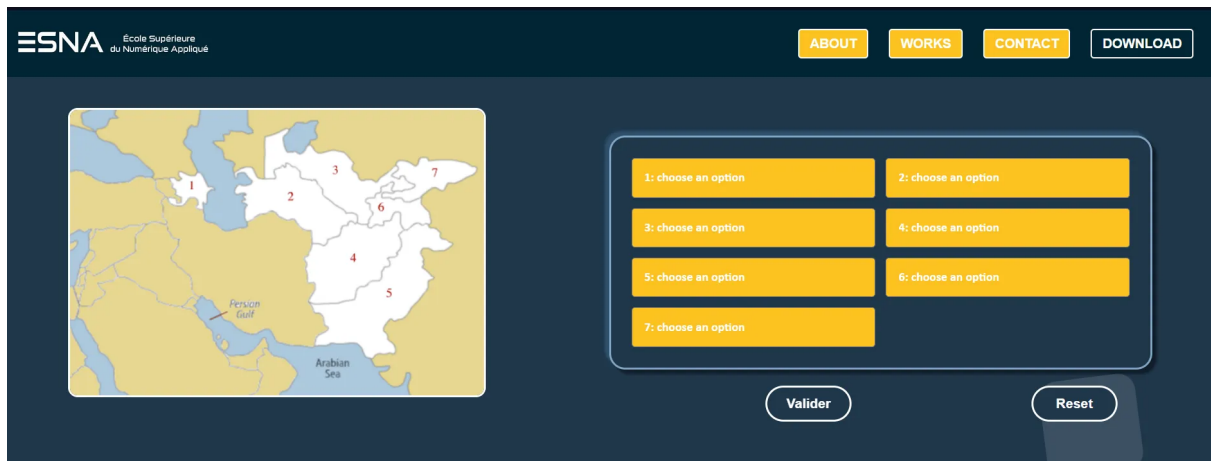 ESNA
École Supérieure
du Numérique Appliqué
ABOUT
WORKS
CONTACT
DOWNLOAD
1
2
3
7
6
4
5
Persian
Gulf
Arabian
Sea
1: choose an option
2: choose an option
3: choose an option
4: choose an option
5: choose an option
6: choose an option
7: choose an option
Valider
Reset